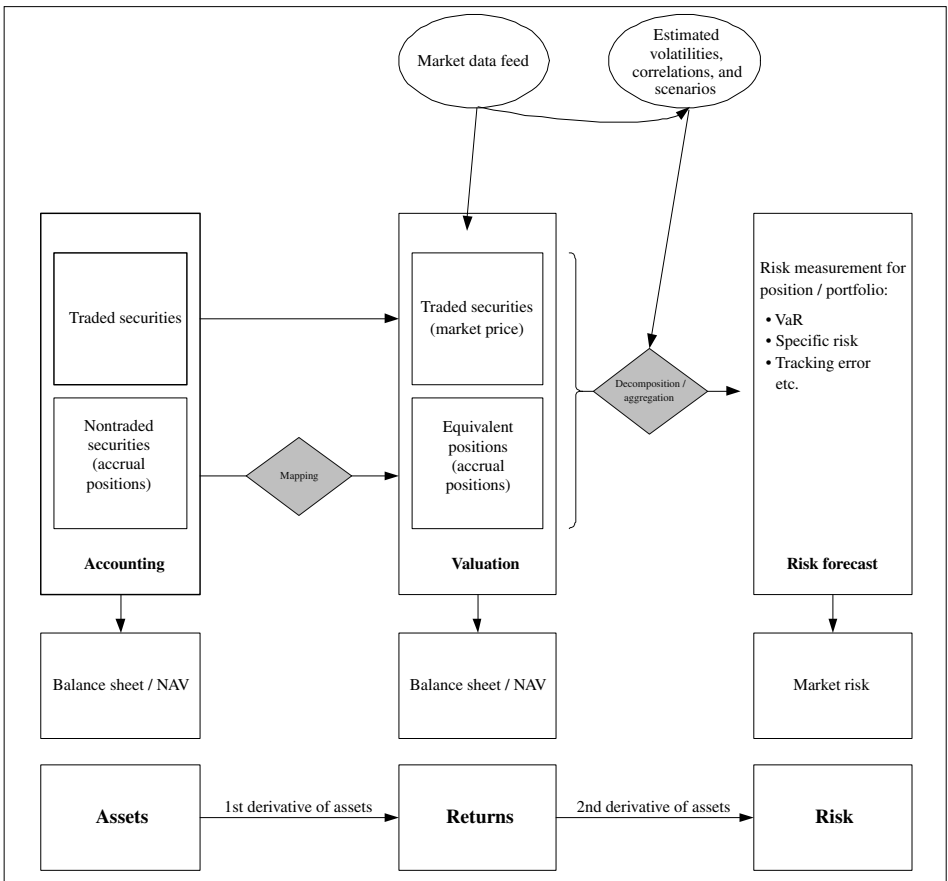 Market data feed
Estimated
volatilities,
correlations, and
scenarios
Traded securities
Nontraded
securities
(accrual
positions)
Accounting
Mapping
Traded securities
(market price)
Equivalent
positions
(accrual
positions)
Valuation
Decomposition /
aggregation
Risk measurement for
position / portfolio:
• VaR
• Specific risk
• Tracking error
etc.
Risk forecast
Balance sheet / NAV
Balance sheet / NAV
Market risk
Assets
1st derivative of assets
Returns
2nd derivative of assets
Risk